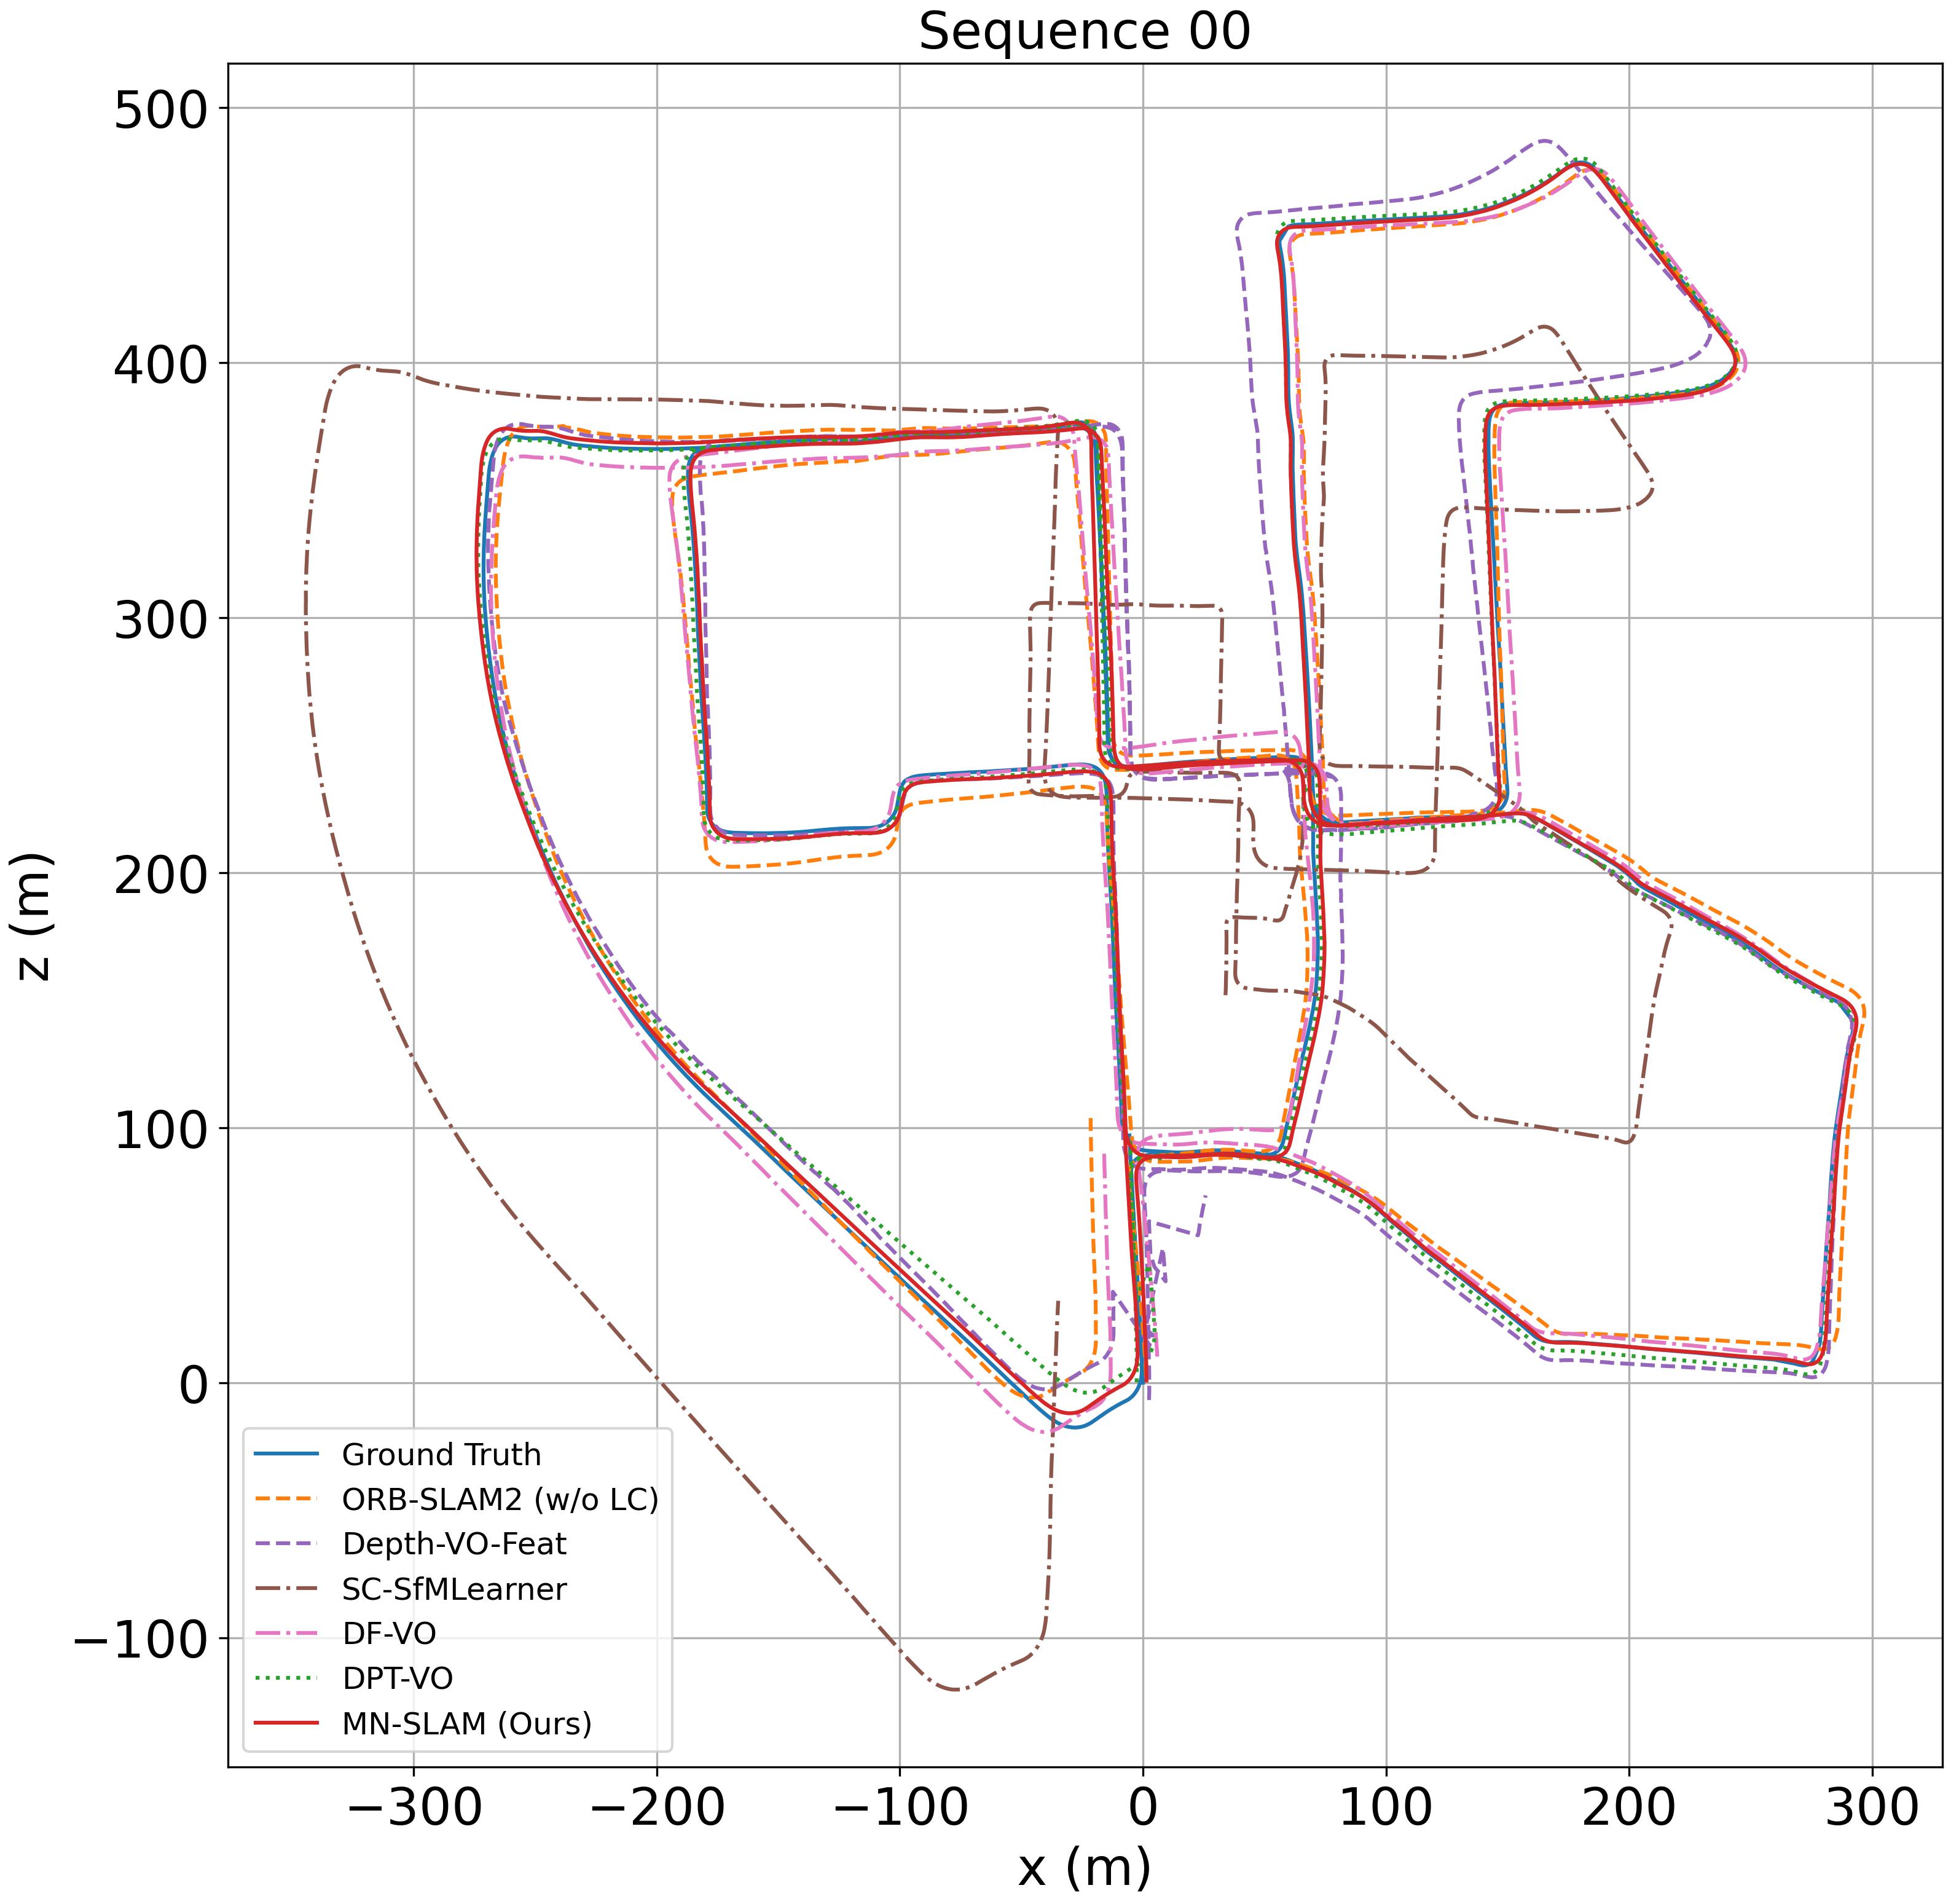 Sequence 00
500
400
300
200
100
0
−100
z (m)
Ground Truth
ORB-SLAM2 (w/o LC)
Depth-VO-Feat
SC-SfMLearner
DF-VO
DPT-VO
MN-SLAM (Ours)
−300 −200 −100 0 100 200 300
x (m)